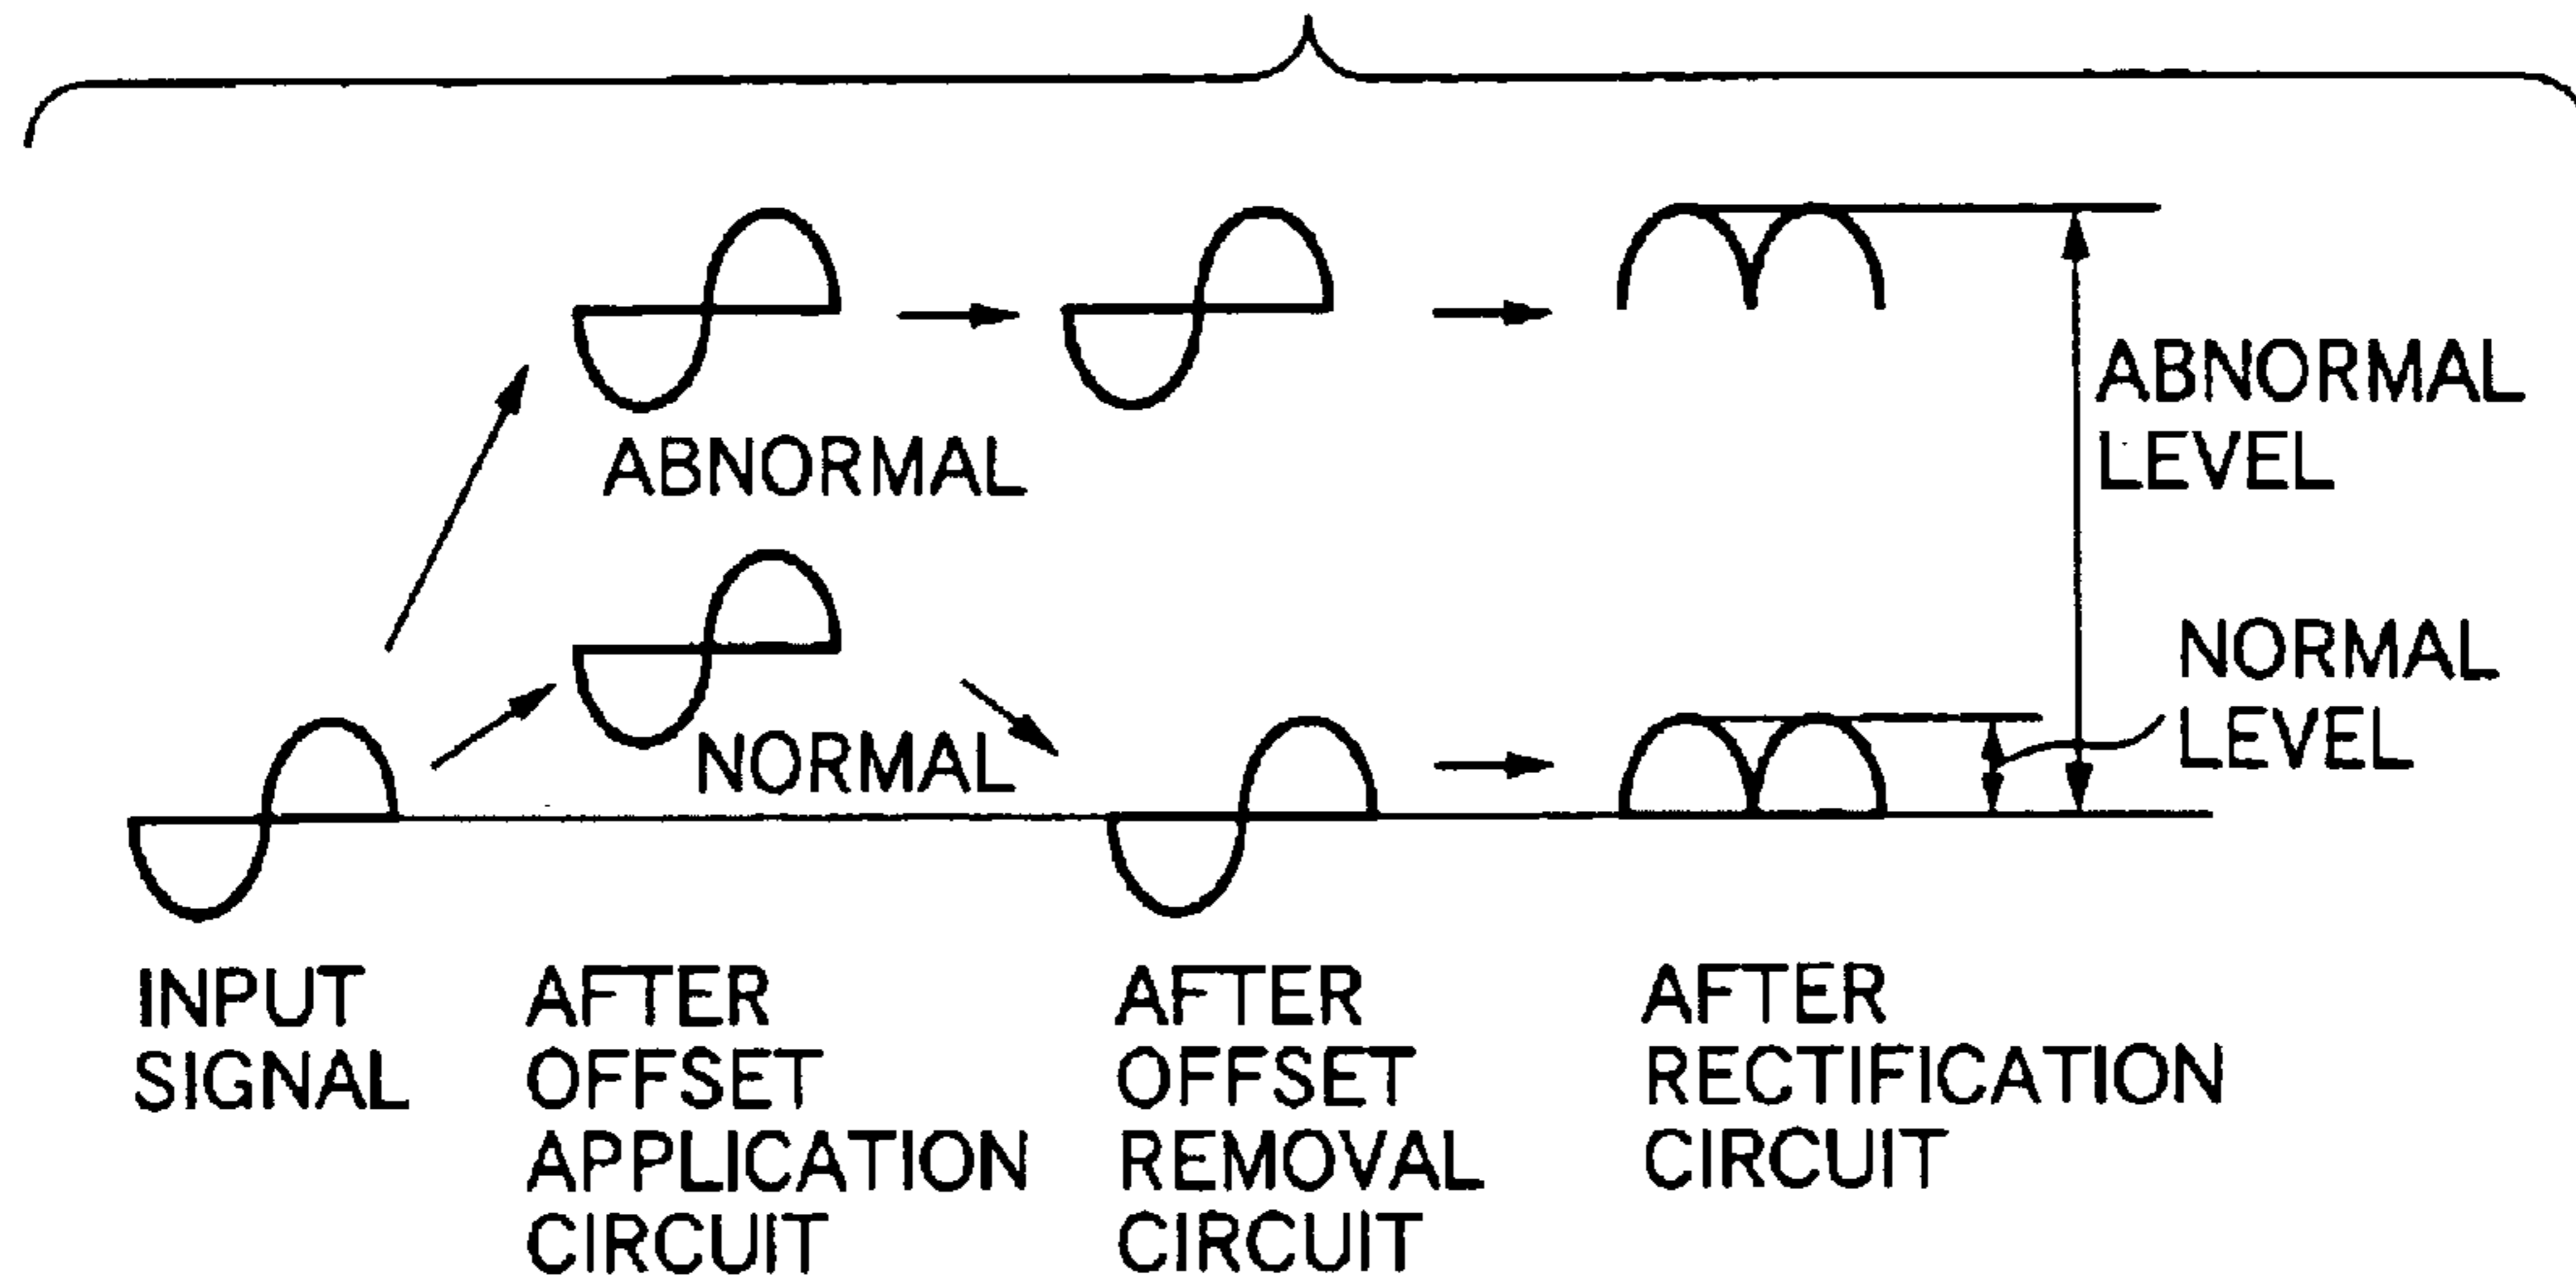 ABNORMAL
ABNORMAL
LEVEL
NORMAL
NORMAL
LEVEL
INPUT
SIGNAL
AFTER
OFFSET
APPLICATION
CIRCUIT
AFTER
OFFSET
REMOVAL
CIRCUIT
AFTER
RECTIFICATION
CIRCUIT